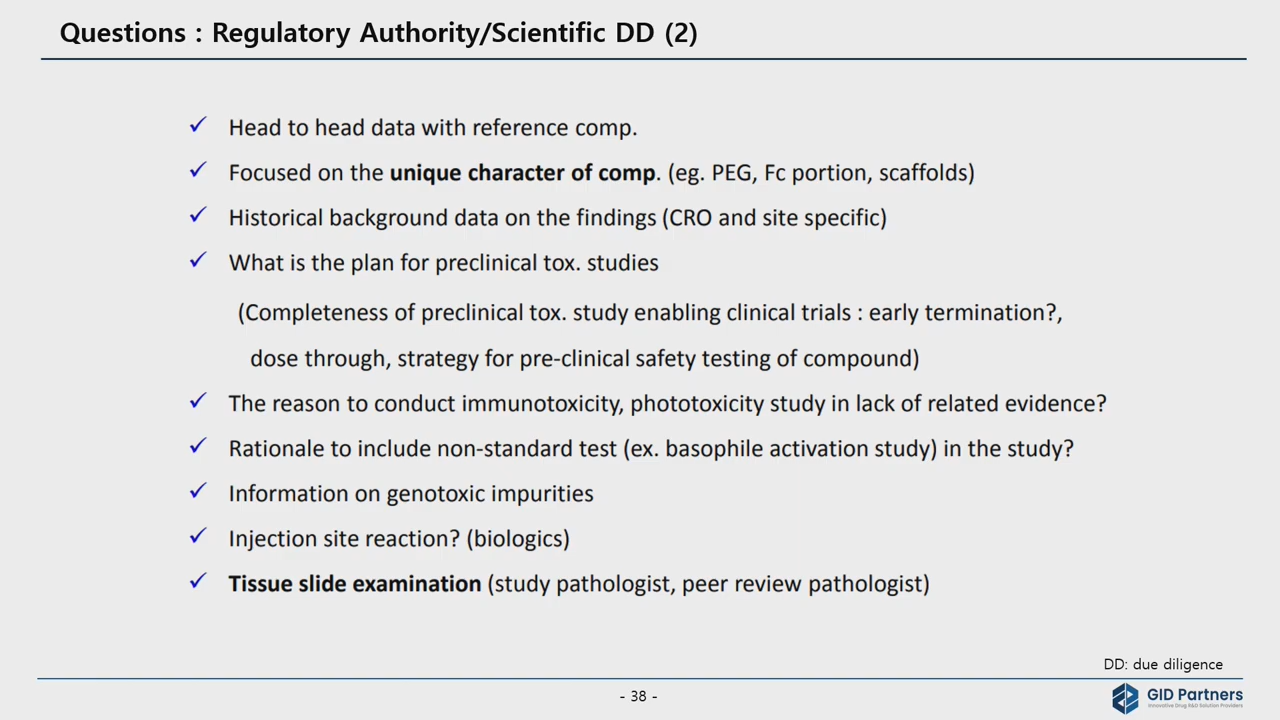 Questions : Regulatory Authority/Scientific DD (2)
✓ Head to head data with reference comp.
✓ Focused on the unique character of comp. (eg. PEG, Fc portion, scaffolds)
✓ Historical background data on the findings (CRO and site specific)
✓ What is the plan for preclinical tox. studies
(Completeness of preclinical tox. study enabling clinical trials : early termination?,
dose through, strategy for pre-clinical safety testing of compound)
✓ The reason to conduct immunotoxicity, phototoxicity study in lack of related evidence?
✓ Rationale to include non-standard test (ex. basophile activation study) in the study?
✓ Information on genotoxic impurities
✓ Injection site reaction? (biologics)
✓ Tissue slide examination (study pathologist, peer review pathologist)
DD: due diligence
- 38 -
GID Partners
Innovative Drug R&D Solution Providers